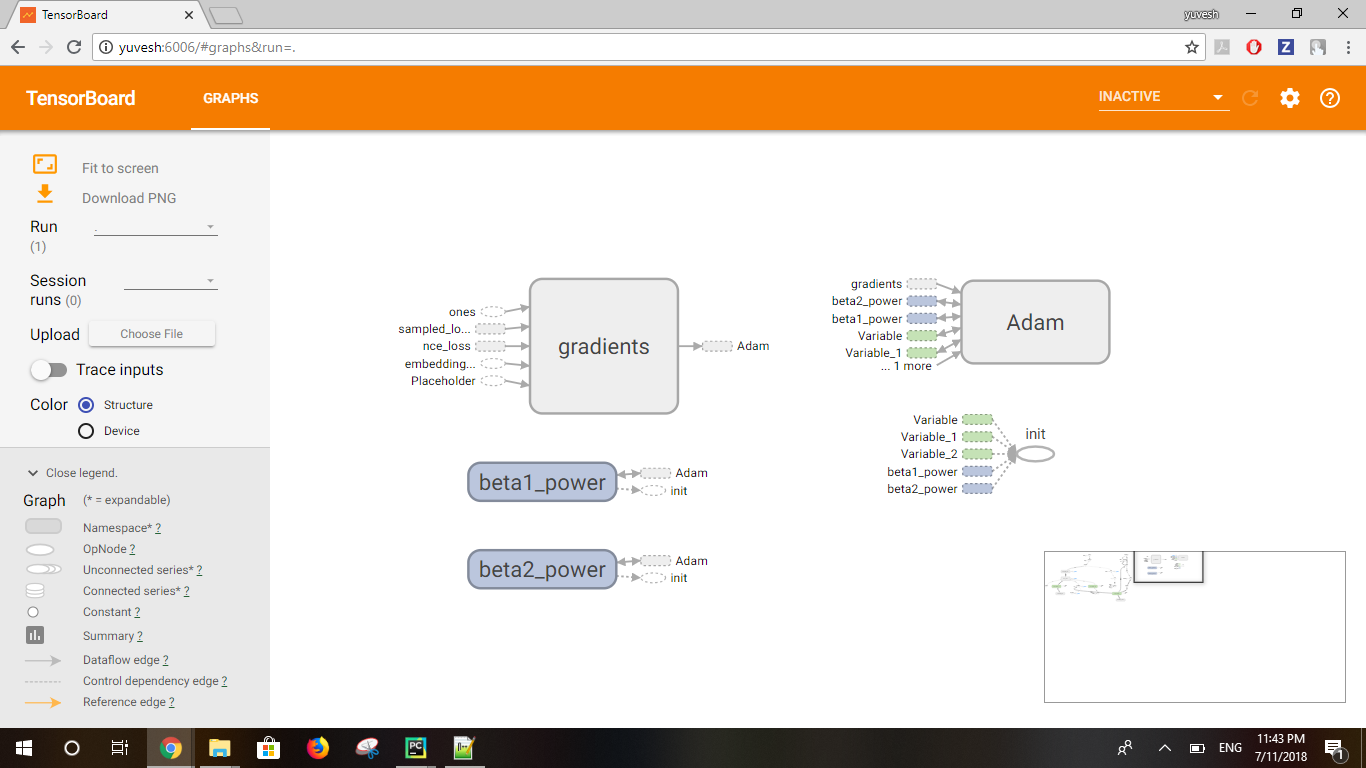 TensorBoard
yuvesh
yuvesh:6006/#graphs&run=.
TensorBoard
GRAPHS
INACTIVE
Fit to screen
Download PNG
Run
(1)
.
Session
runs (0)
Upload
Choose File
Trace inputs
Color
Structure
Device
Close legend.
Graph
(* = expandable)
Namespace* ?
OpNode ?
Unconnected series* ?
Connected series* ?
Constant ?
Summary ?
Dataflow edge ?
Control dependency edge ?
Reference edge ?
ones
sampled_lo...
nce_loss
embedding...
Placeholder
gradients
Adam
gradients
beta2_power
beta1_power
Variable
Variable_1
... 1 more
Adam
Variable
Variable_1
Variable_2
beta1_power
beta2_power
init
beta1_power
Adam
init
beta2_power
Adam
init
ENG
11:43 PM
7/11/2018
1